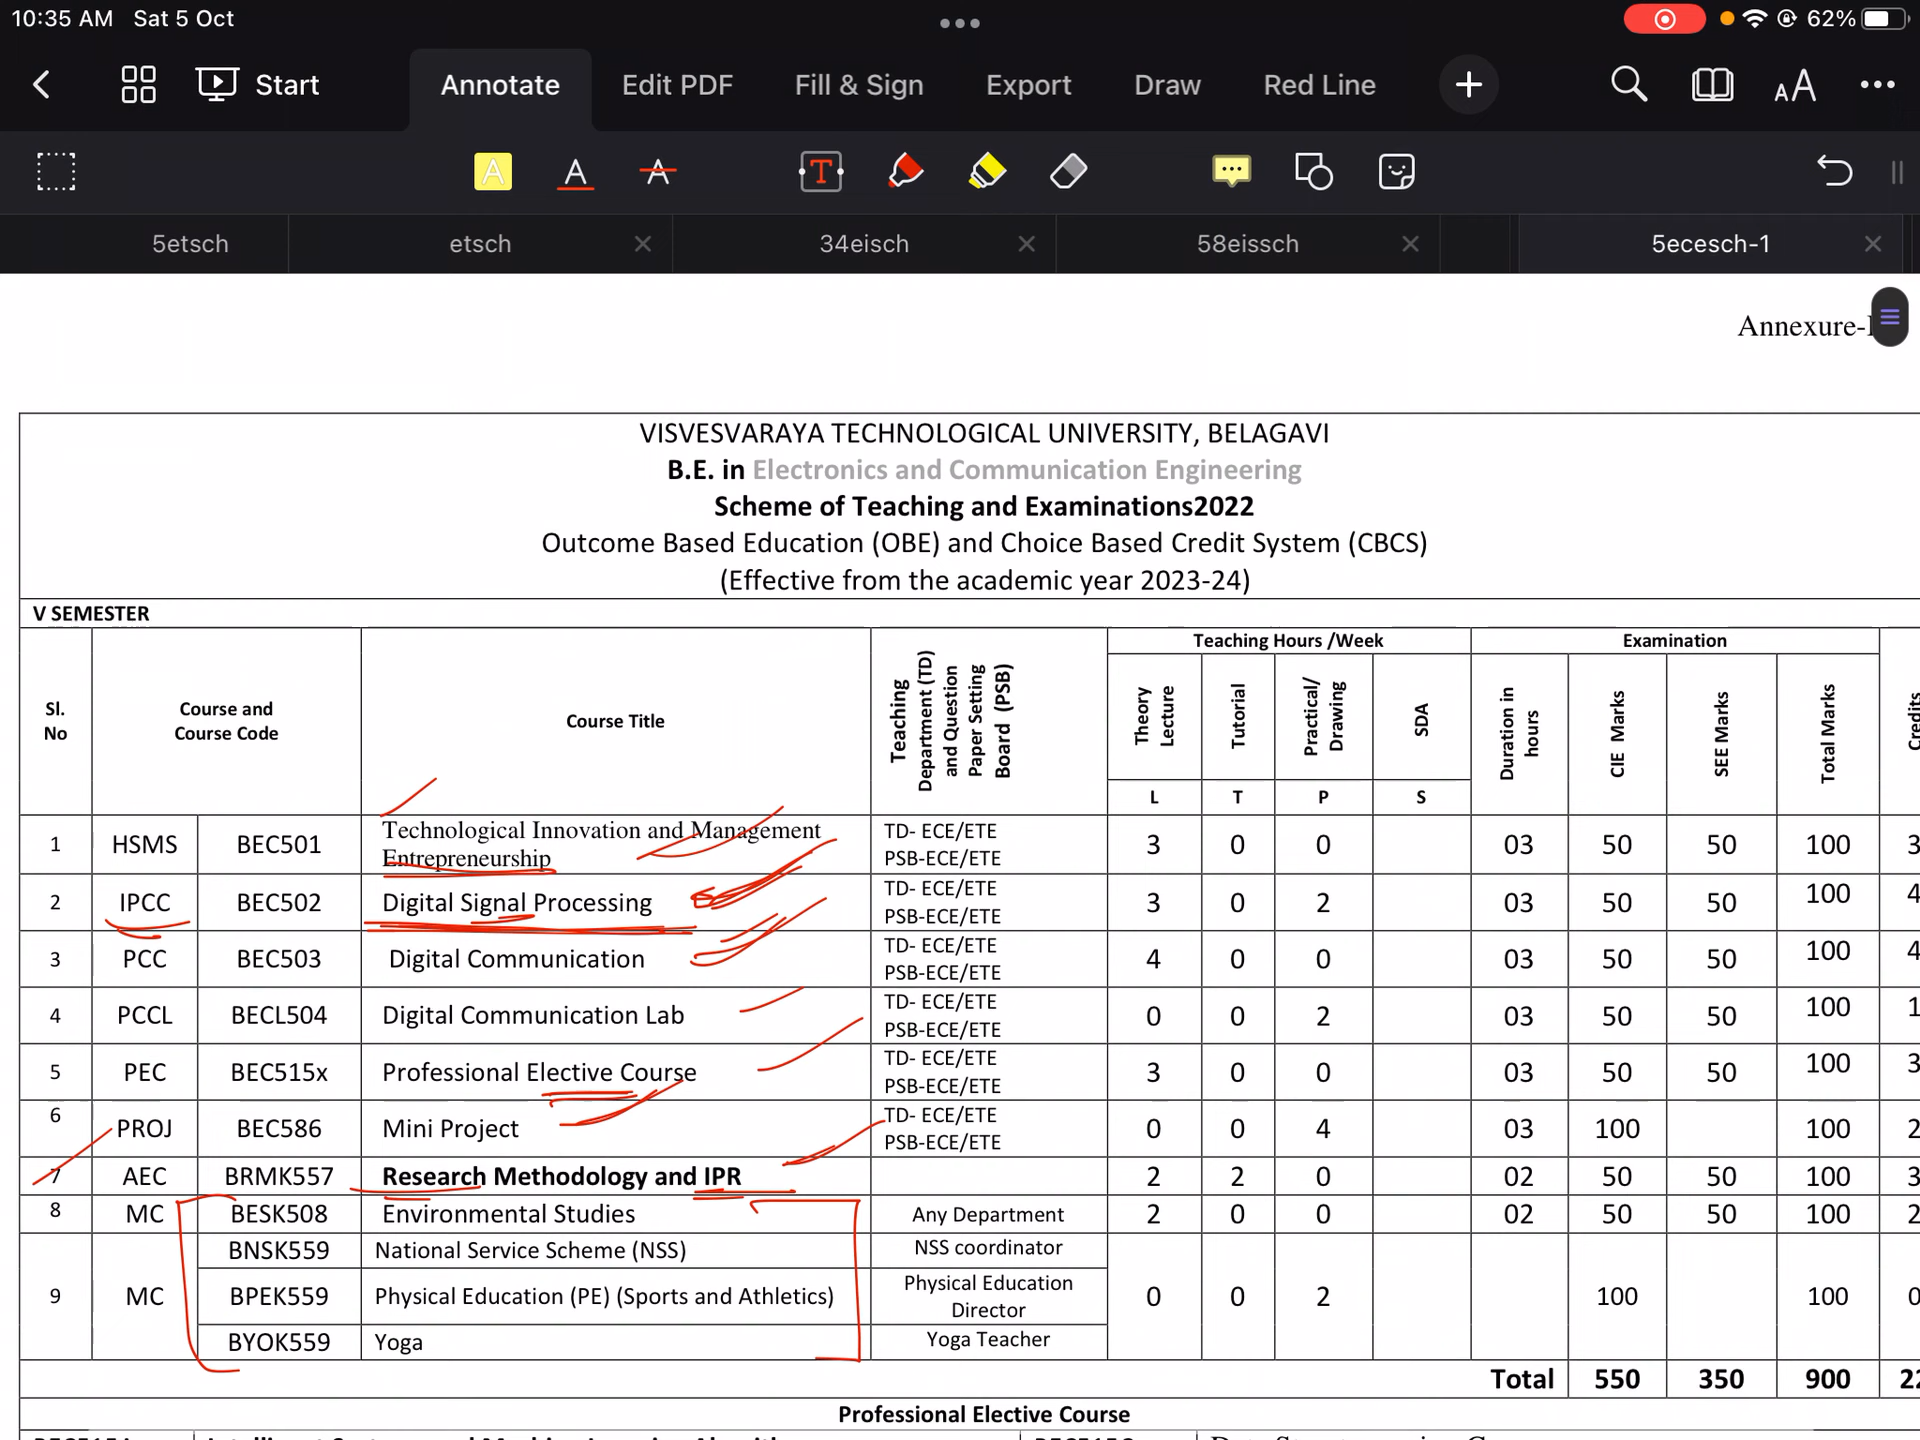 10:35 AM Sat 5 Oct
62%
Start
Annotate
Edit PDF
Fill & Sign
Export
Draw
Red Line
5etsch
etsch
34eisch
58eissch
5ecesch-1
Annexure-
VISVESVARAYA TECHNOLOGICAL UNIVERSITY, BELAGAVI
B.E. in Electronics and Communication Engineering
Scheme of Teaching and Examinations2022
Outcome Based Education (OBE) and Choice Based Credit System (CBCS)
(Effective from the academic year 2023-24)
V SEMESTER
Sl. No
Course and Course Code
Course Title
Teaching Department (TD) and Question Paper Setting Board (PSB)
Teaching Hours /Week
Examination
Theory Lecture
Tutorial
Practical/ Drawing
SDA
Duration in hours
CIE Marks
SEE Marks
Total Marks
Credits
L T P S
1 HSMS BEC501 Technological Innovation and Management Entrepreneurship TD- ECE/ETE PSB-ECE/ETE 3 0 0 03 50 50 100 3
2 IPCC BEC502 Digital Signal Processing TD- ECE/ETE PSB-ECE/ETE 3 0 2 03 50 50 100 4
3 PCC BEC503 Digital Communication TD- ECE/ETE PSB-ECE/ETE 4 0 0 03 50 50 100 4
4 PCCL BECL504 Digital Communication Lab TD- ECE/ETE PSB-ECE/ETE 0 0 2 03 50 50 100 1
5 PEC BEC515x Professional Elective Course TD- ECE/ETE PSB-ECE/ETE 3 0 0 03 50 50 100 3
6 PROJ BEC586 Mini Project TD- ECE/ETE PSB-ECE/ETE 0 0 4 03 100 100 2
7 AEC BRMK557 Research Methodology and IPR 2 2 0 02 50 50 100 3
8 MC BESK508 Environmental Studies Any Department 2 0 0 02 50 50 100 2
9 MC BNSK559 National Service Scheme (NSS) NSS coordinator 0 0 2 100 100 0
BPEK559 Physical Education (PE) (Sports and Athletics) Physical Education Director
BYOK559 Yoga Yoga Teacher
Total 550 350 900 22
Professional Elective Course